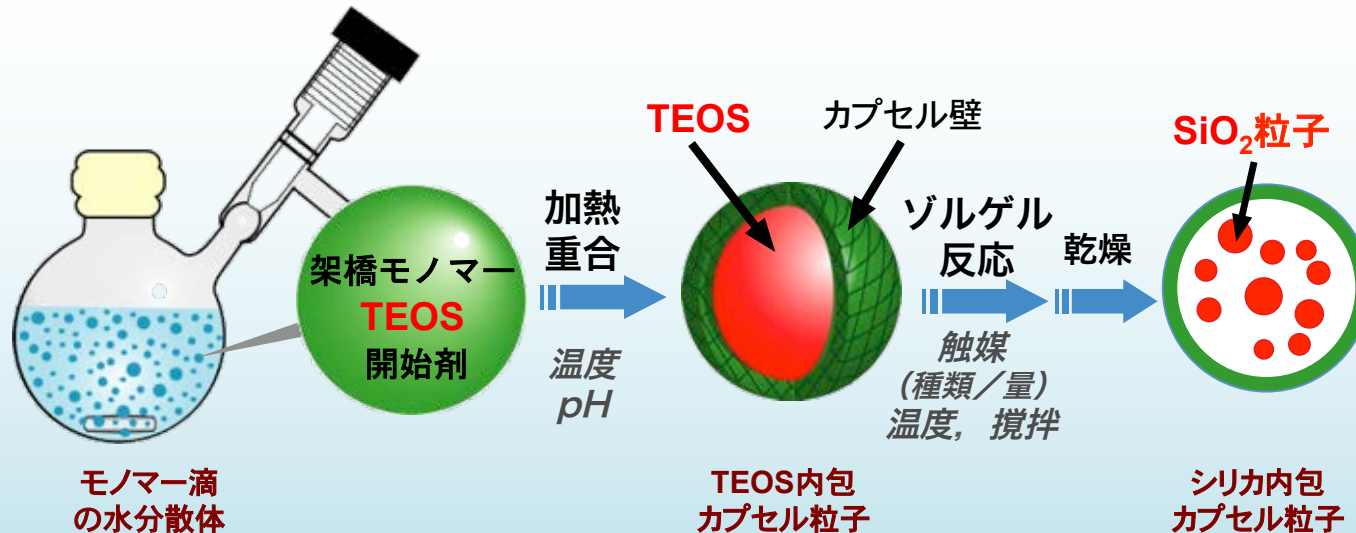 架橋モノマー
TEOS
開始剤
モノマー滴
の水分散体
加熱
重合
温度
pH
TEOS
カプセル壁
TEOS内包
カプセル粒子
ゾルゲル
反応
触媒
(種類／量)
温度, 撹拌
乾燥
SiO₂粒子
シリカ内包
カプセル粒子